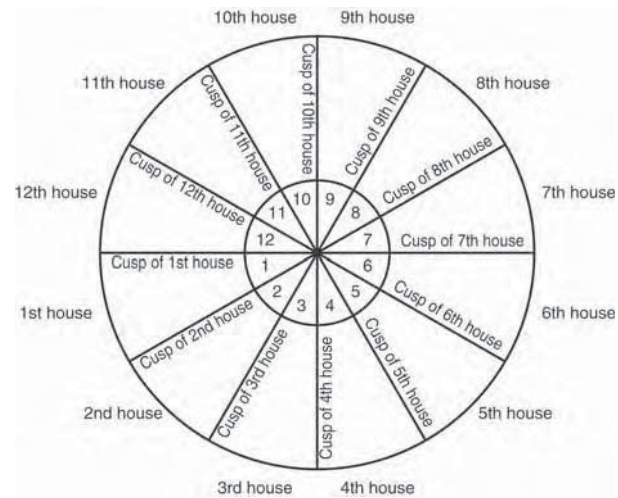 10th house
9th house
11th house
8th house
12th house
7th house
1st house
6th house
2nd house
5th house
3rd house
4th house
Cusp of 10th house
Cusp of 9th house
Cusp of 11th house
Cusp of 8th house
Cusp of 12th house
Cusp of 7th house
Cusp of 1st house
Cusp of 6th house
Cusp of 2nd house
Cusp of 5th house
Cusp of 3rd house
Cusp of 4th house
10
9
11
8
12
7
1
6
2
5
3
4